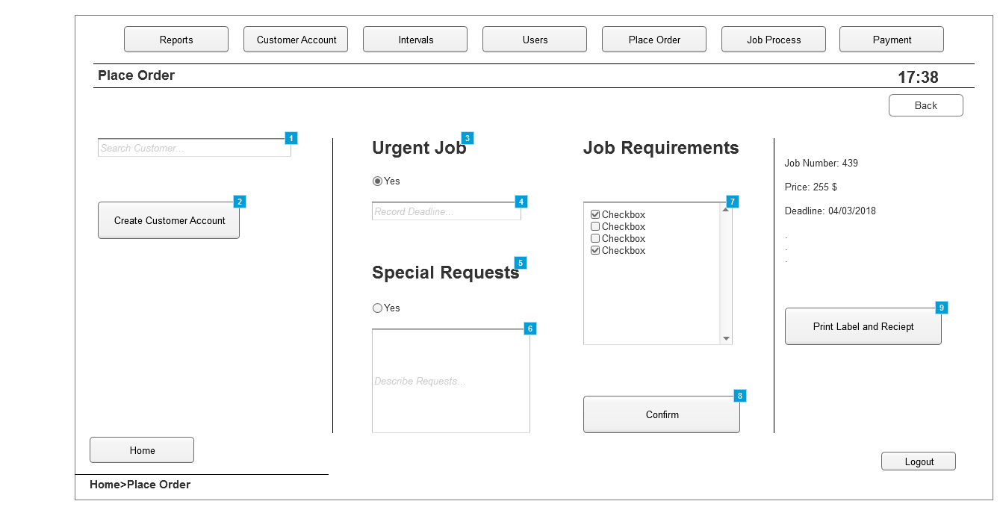 Reports
Customer Account
Intervals
Users
Place Order
Job Process
Payment
Place Order
17:38
Back
1
Search Customer...
2
Create Customer Account
3
Urgent Job
Yes
4
Record Deadline...
5
Special Requests
Yes
6
Describe Requests...
Job Requirements
7
Checkbox
Checkbox
Checkbox
Checkbox
8
Confirm
Job Number: 439
Price: 255 $
Deadline: 04/03/2018
.
.
.
9
Print Label and Reciept
Home
Logout
Home>Place Order